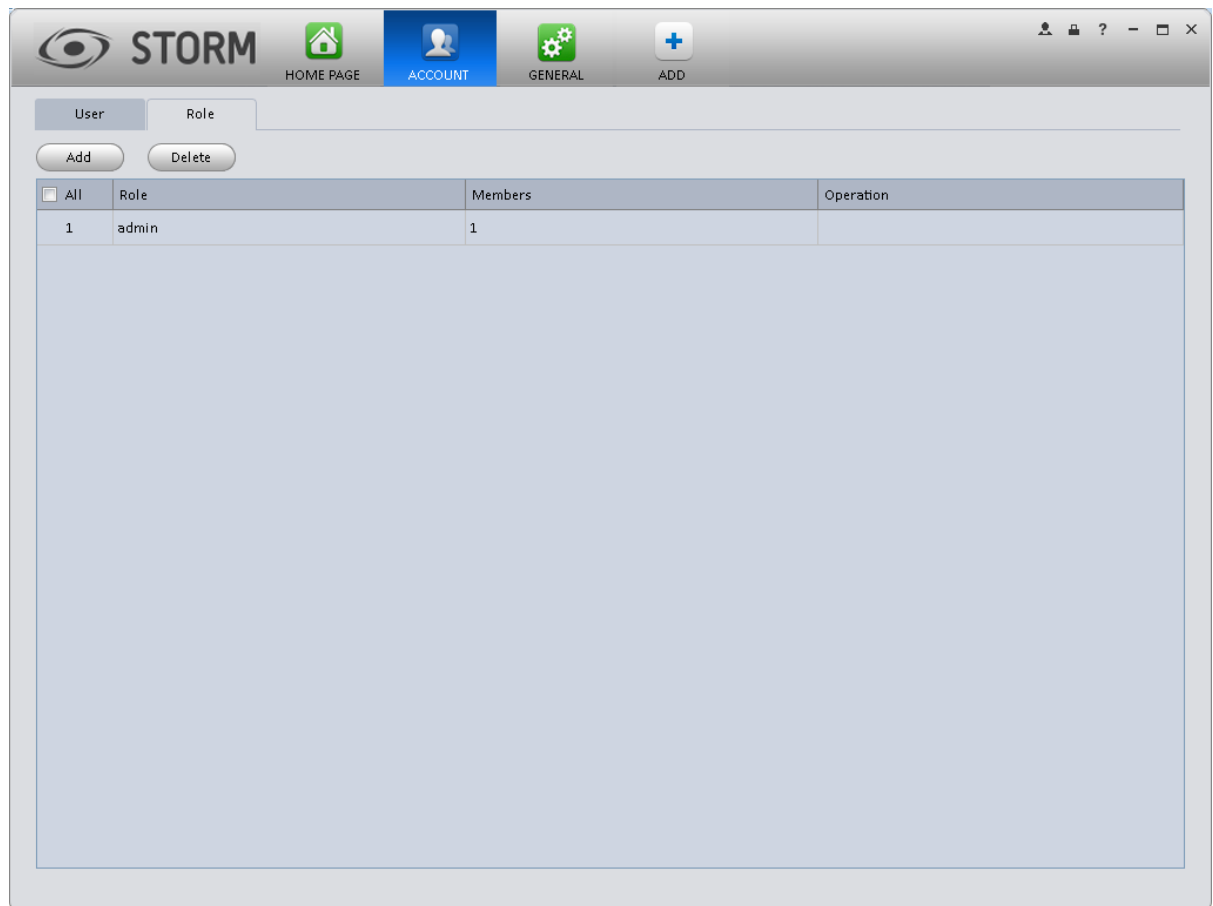 STORM
HOME PAGE ACCOUNT GENERAL ADD ?
User Role
Add Delete
All Role Members Operation
1 admin 1